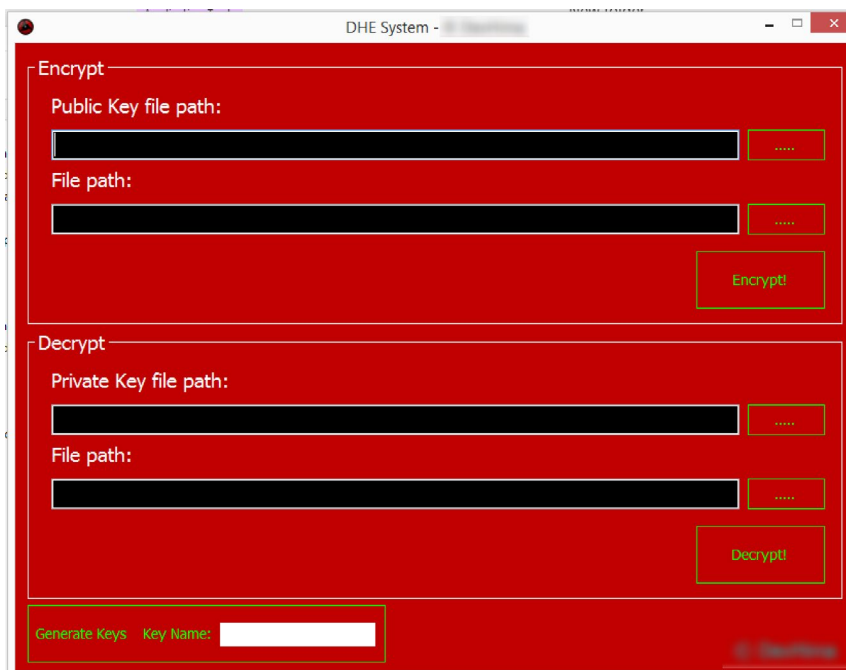 DHE System -
Encrypt
Public Key file path:
.....
File path:
.....
Encrypt!
Decrypt
Private Key file path:
.....
File path:
.....
Decrypt!
Generate Keys Key Name: